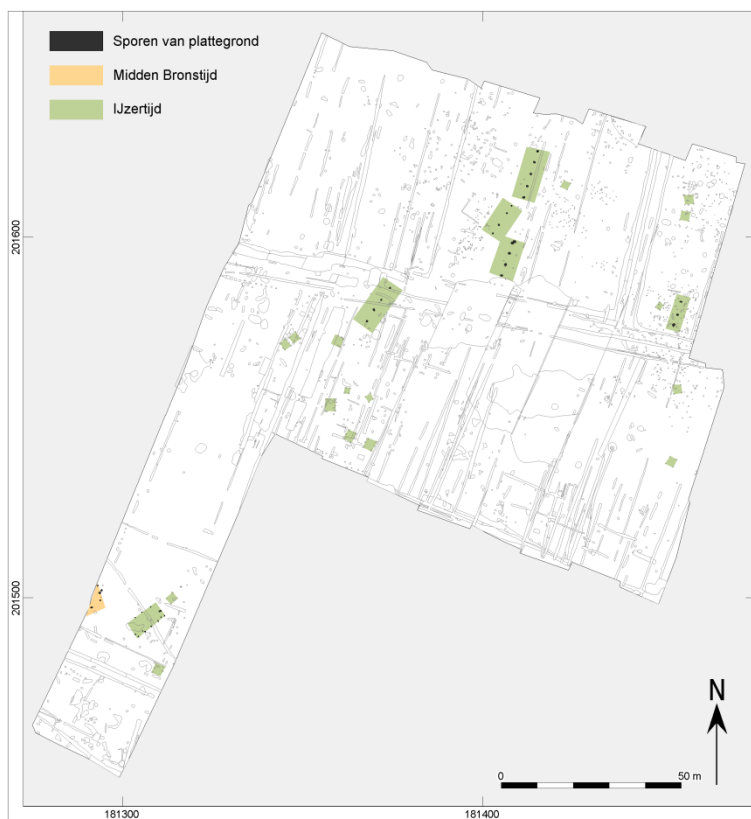 Sporen van plattegrond
Midden Bronstijd
IJzertijd
201600
201500
N
0 50 m
181300 181400